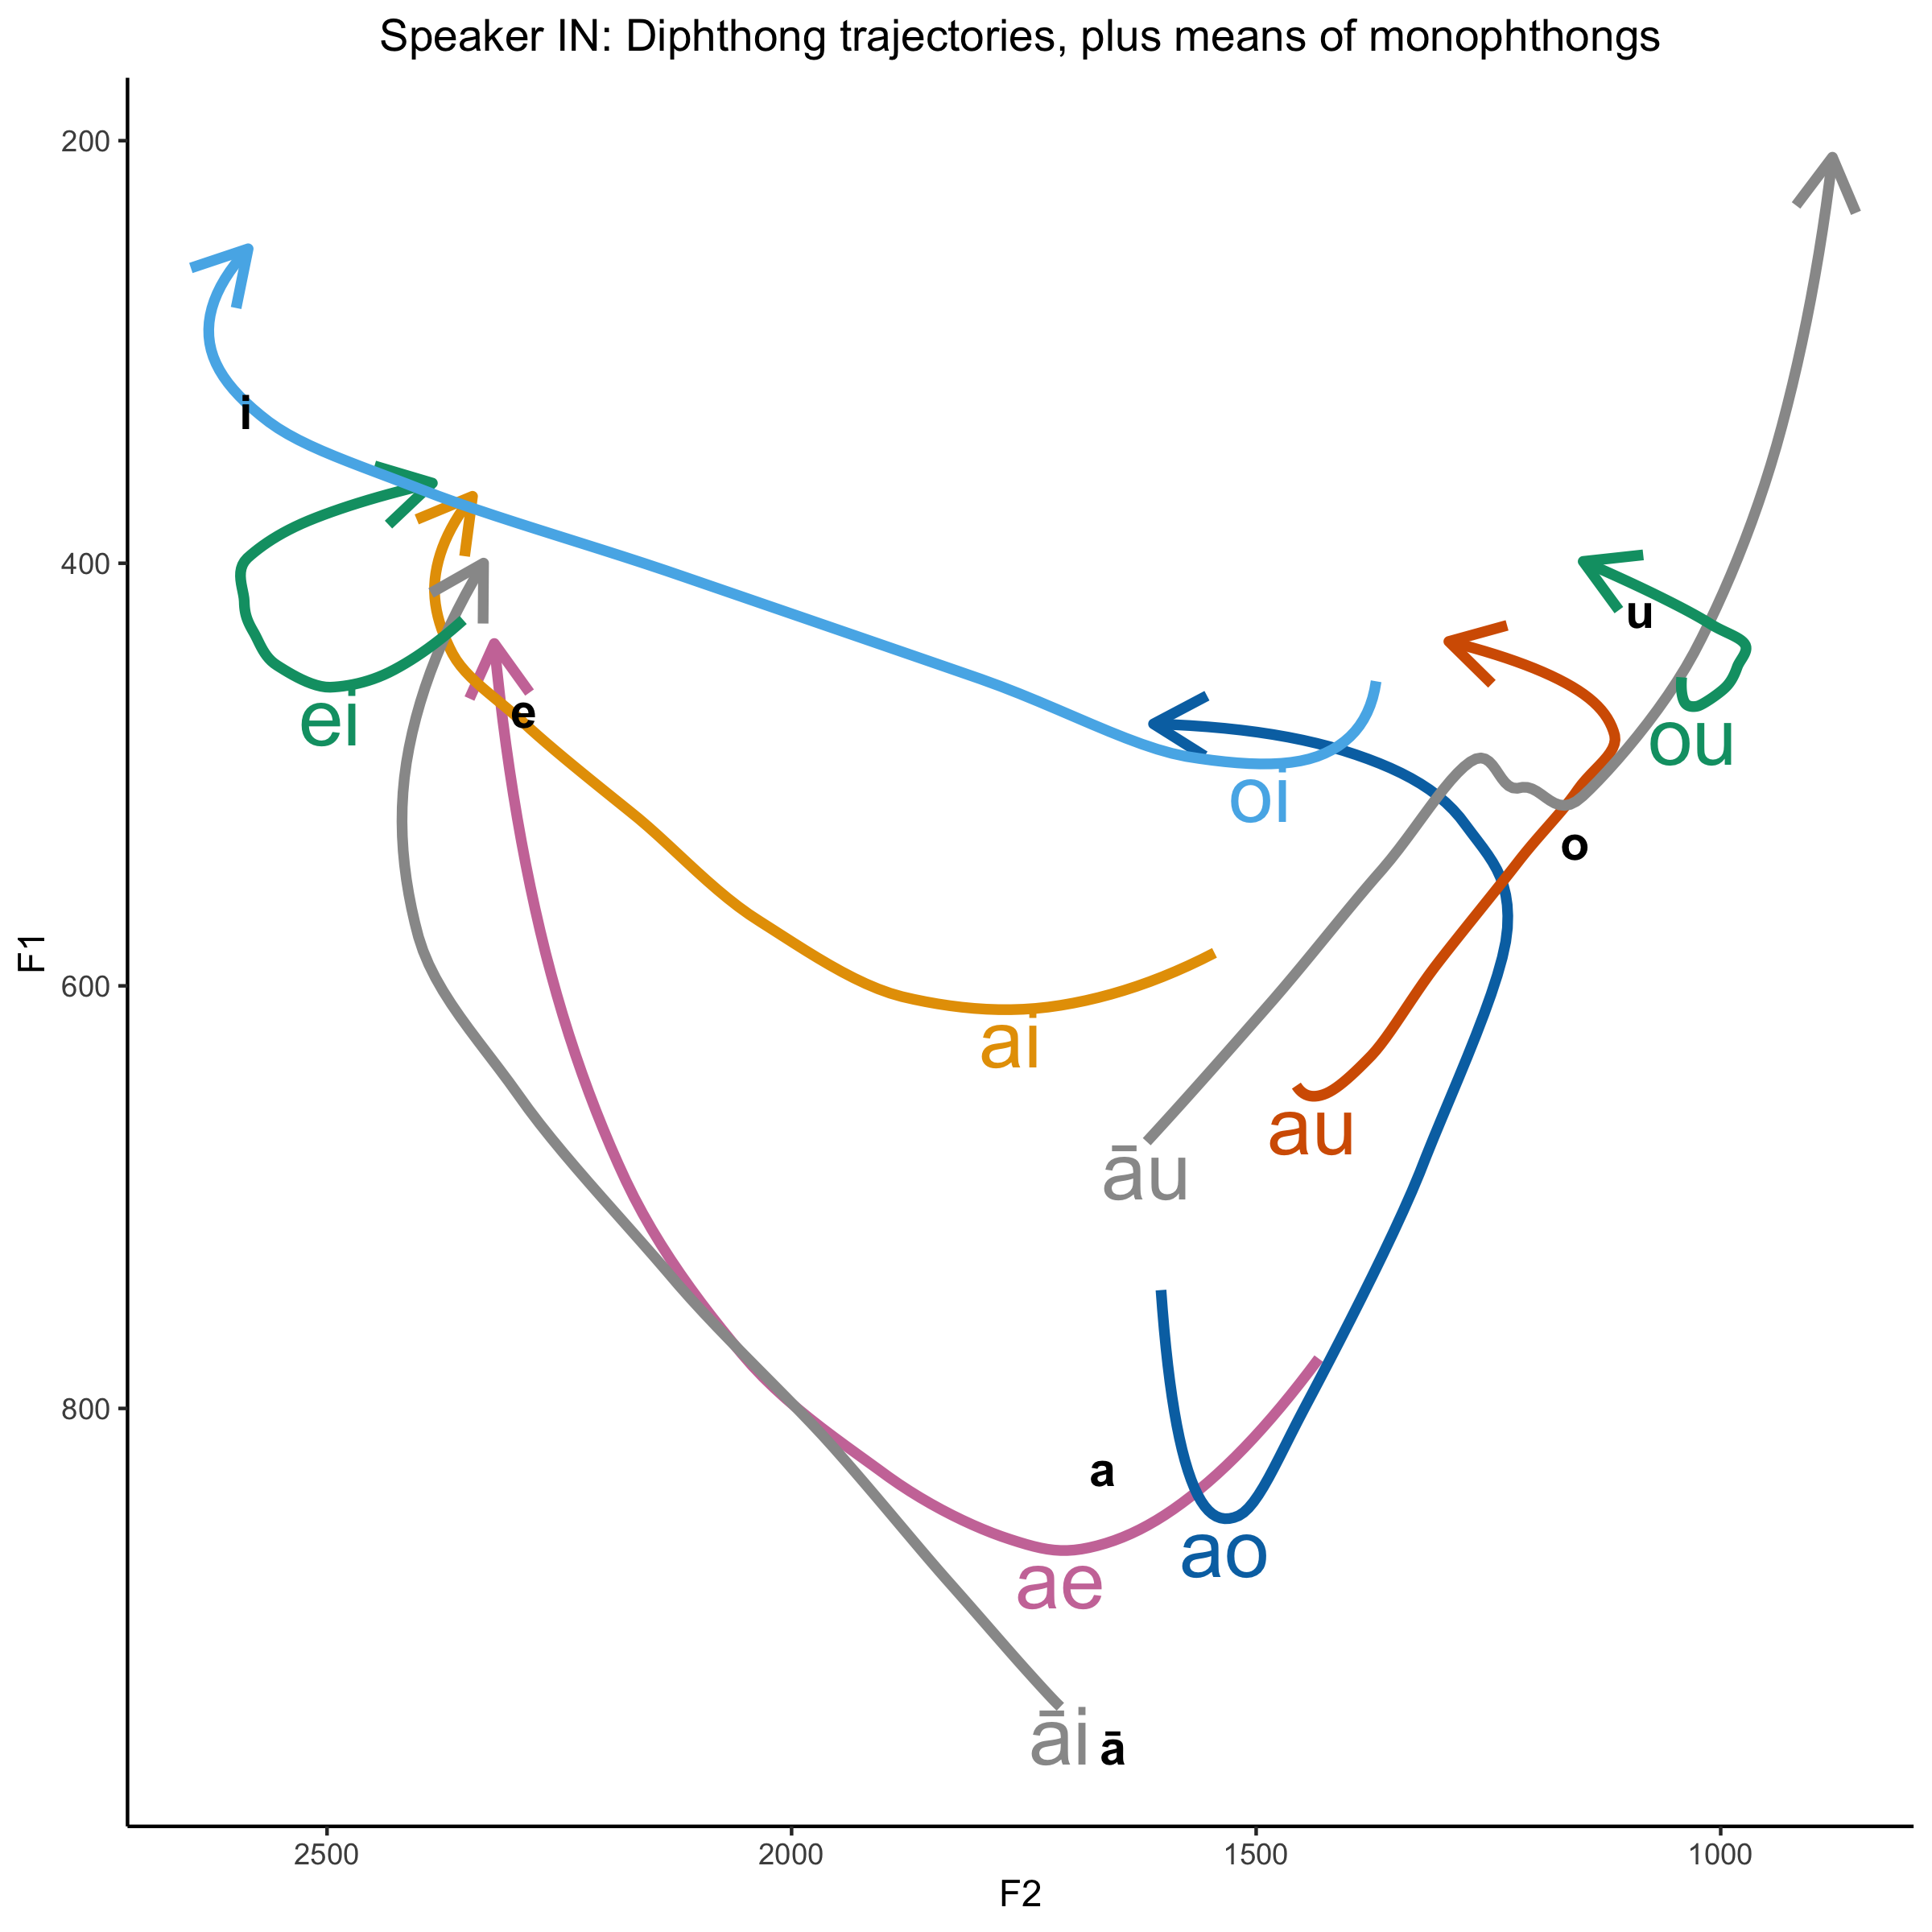 Speaker IN: Diphthong trajectories, plus means of monophthongs
200
i
400
u
e
ei
ou
oi
o
F1
600
ai
au
āu
800
a
ao
ae
āi
ā
2500
2000
1500
1000
F2